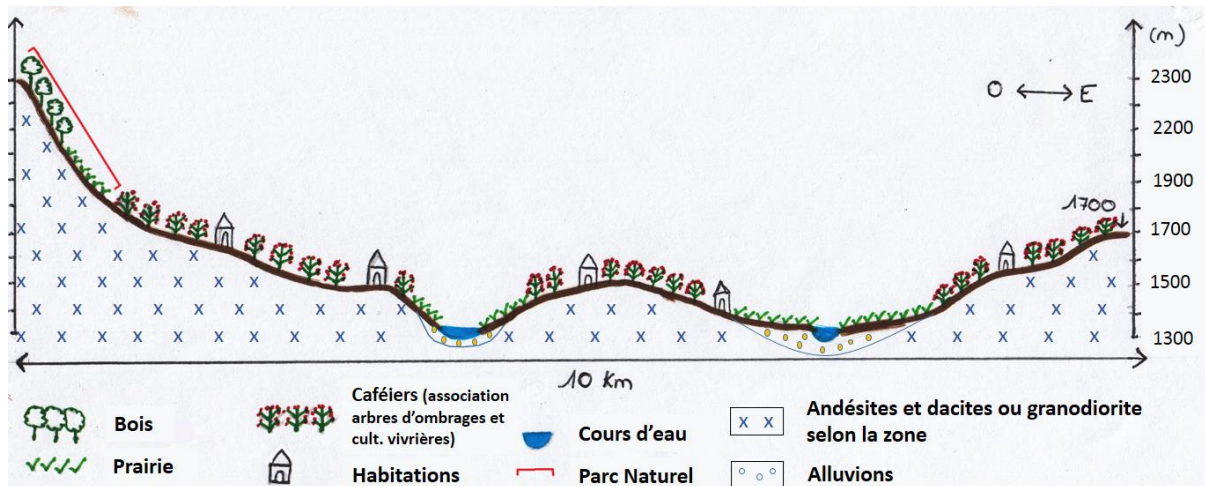 (m)
2300
O ⟷ E
2200
1900
1700
1700
1500
1300
10 Km
Bois
Prairie
Caféiers (association
arbres d'ombrages et
cult. vivrières)
Habitations
Cours d'eau
Parc Naturel
x x
Andésites et dacites ou granodiorite
selon la zone
Alluvions